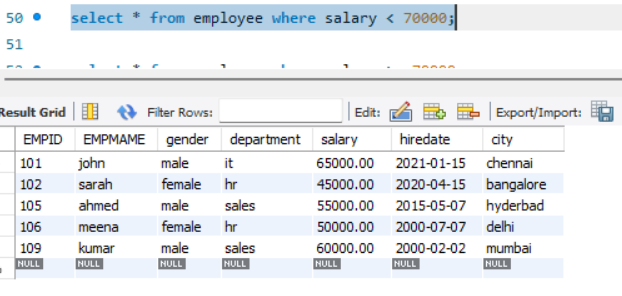 50 select * from employee where salary < 70000;
51
Result Grid Filter Rows: Edit: Export/Import:
EMPID EMPMAME gender department salary hiredate city
101 john male it 65000.00 2021-01-15 chennai
102 sarah female hr 45000.00 2020-04-15 bangalore
105 ahmed male sales 55000.00 2015-05-07 hyderbad
106 meena female hr 50000.00 2000-07-07 delhi
109 kumar male sales 60000.00 2000-02-02 mumbai
NULL NULL NULL NULL NULL NULL NULL